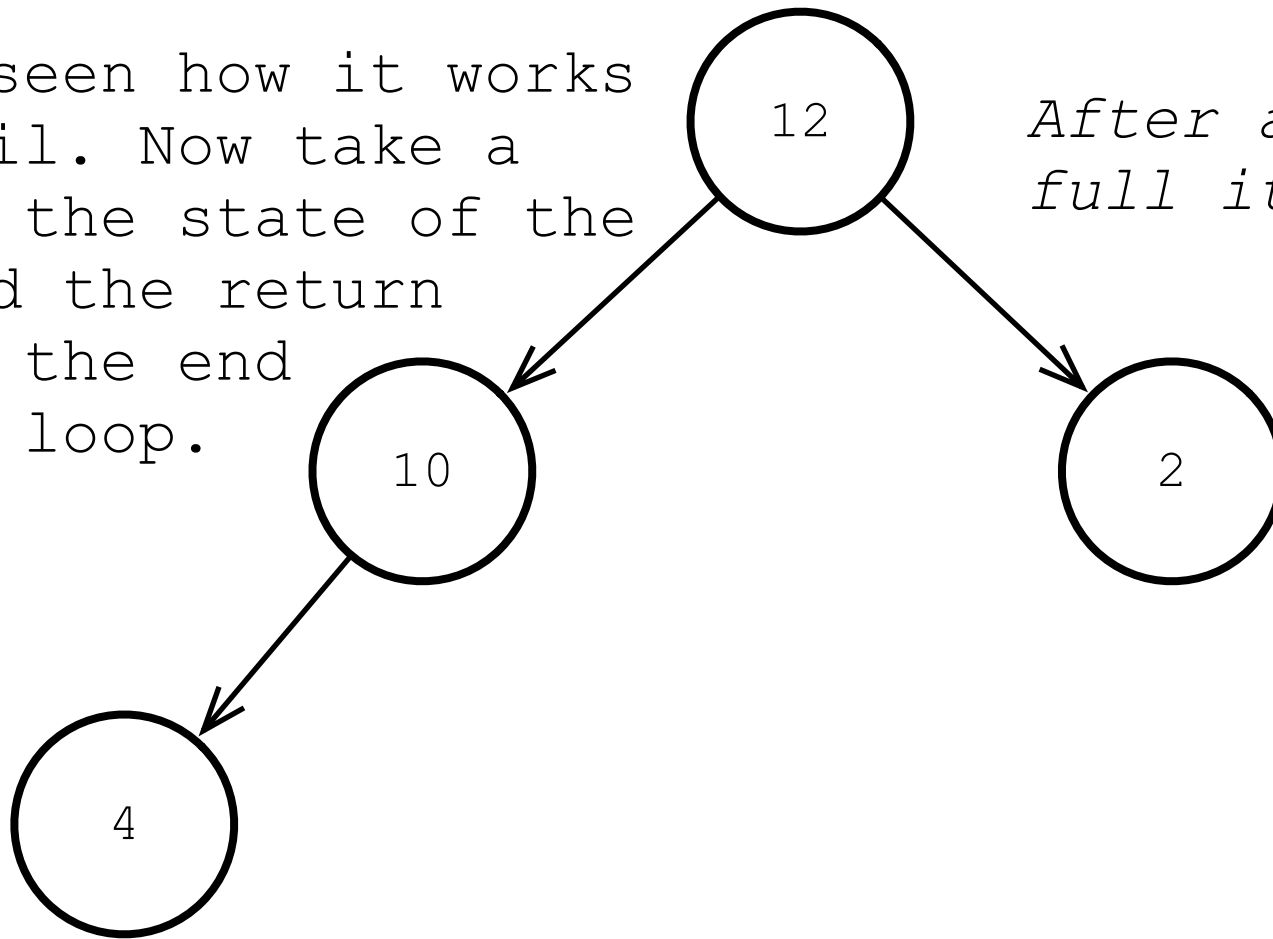 seen how it works
il. Now take a
the state of the
d the return
the end
loop.
After a
full it
12
10
2
4